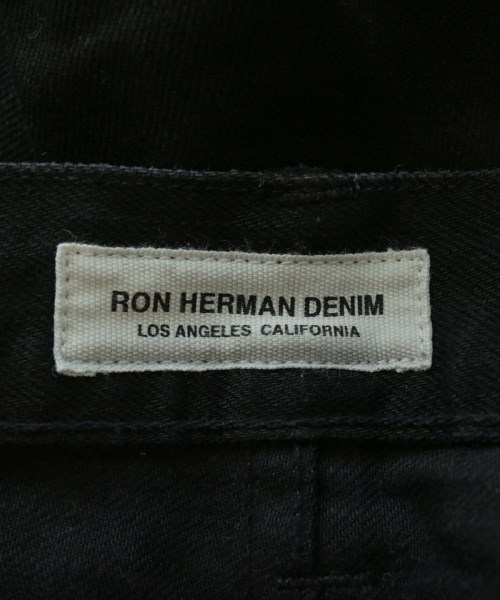 RON HERMAN DENIM
LOS ANGELES CALIFORNIA